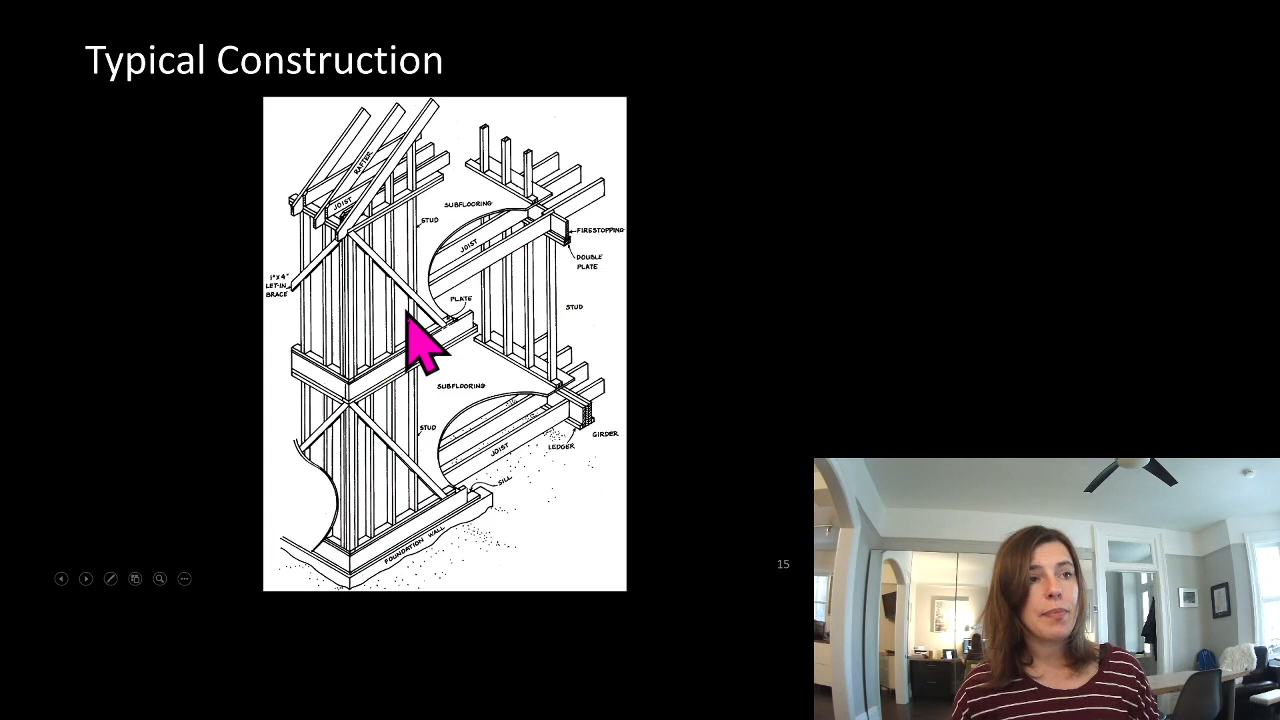 Typical Construction
RAFTER
JOIST
SUBFLOORING
STUD
FIRESTOPPING
JOIST
DOUBLE
PLATE
1"X4"
LET-IN
BRACE
PLATE
STUD
SUBFLOORING
STUD
GIRDER
LEDGER
JOIST
SILL
FOUNDATION WALL
15